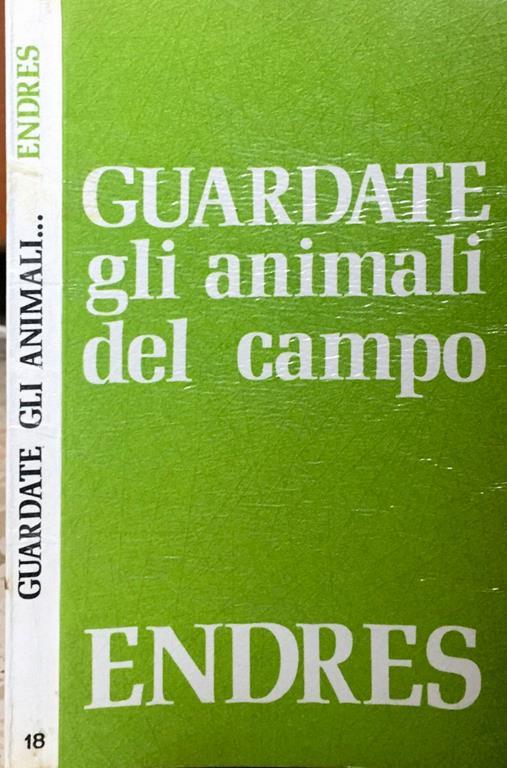 GUARDATE GLI ANIMALI... ENDRES
18
GUARDATE
gli animali
del campo
ENDRES